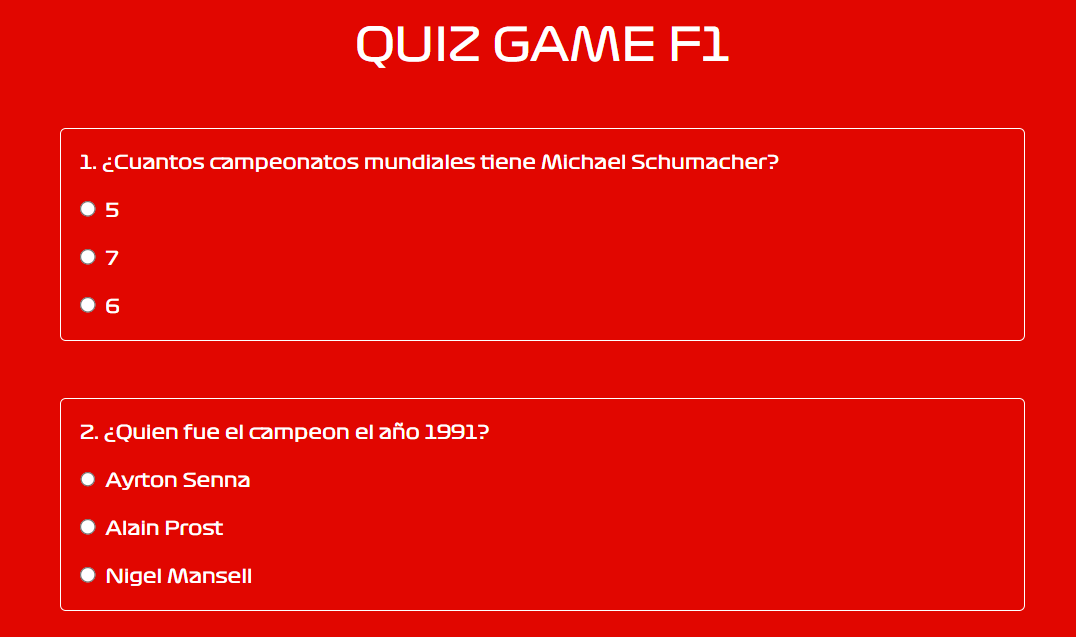 QUIZ GAME F1
1. ¿Cuantos campeonatos mundiales tiene Michael Schumacher?
5
7
6
2. ¿Quien fue el campeon el año 1991?
Ayrton Senna
Alain Prost
Nigel Mansell